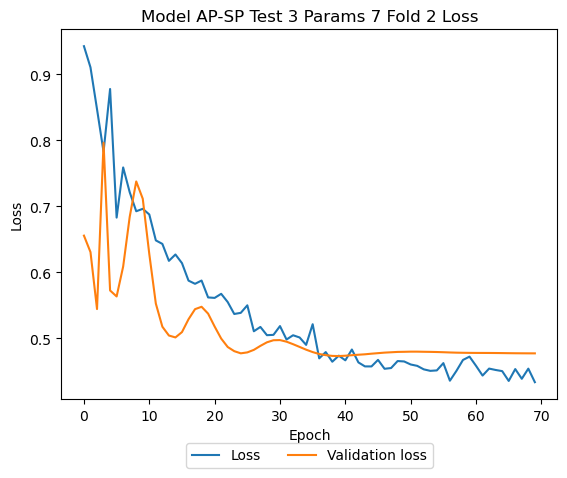 Model AP-SP Test 3 Params 7 Fold 2 Loss
Loss
0.9
0.8
0.7
0.6
0.5
0 10 20 30 40 50 60 70
Epoch
Loss Validation loss